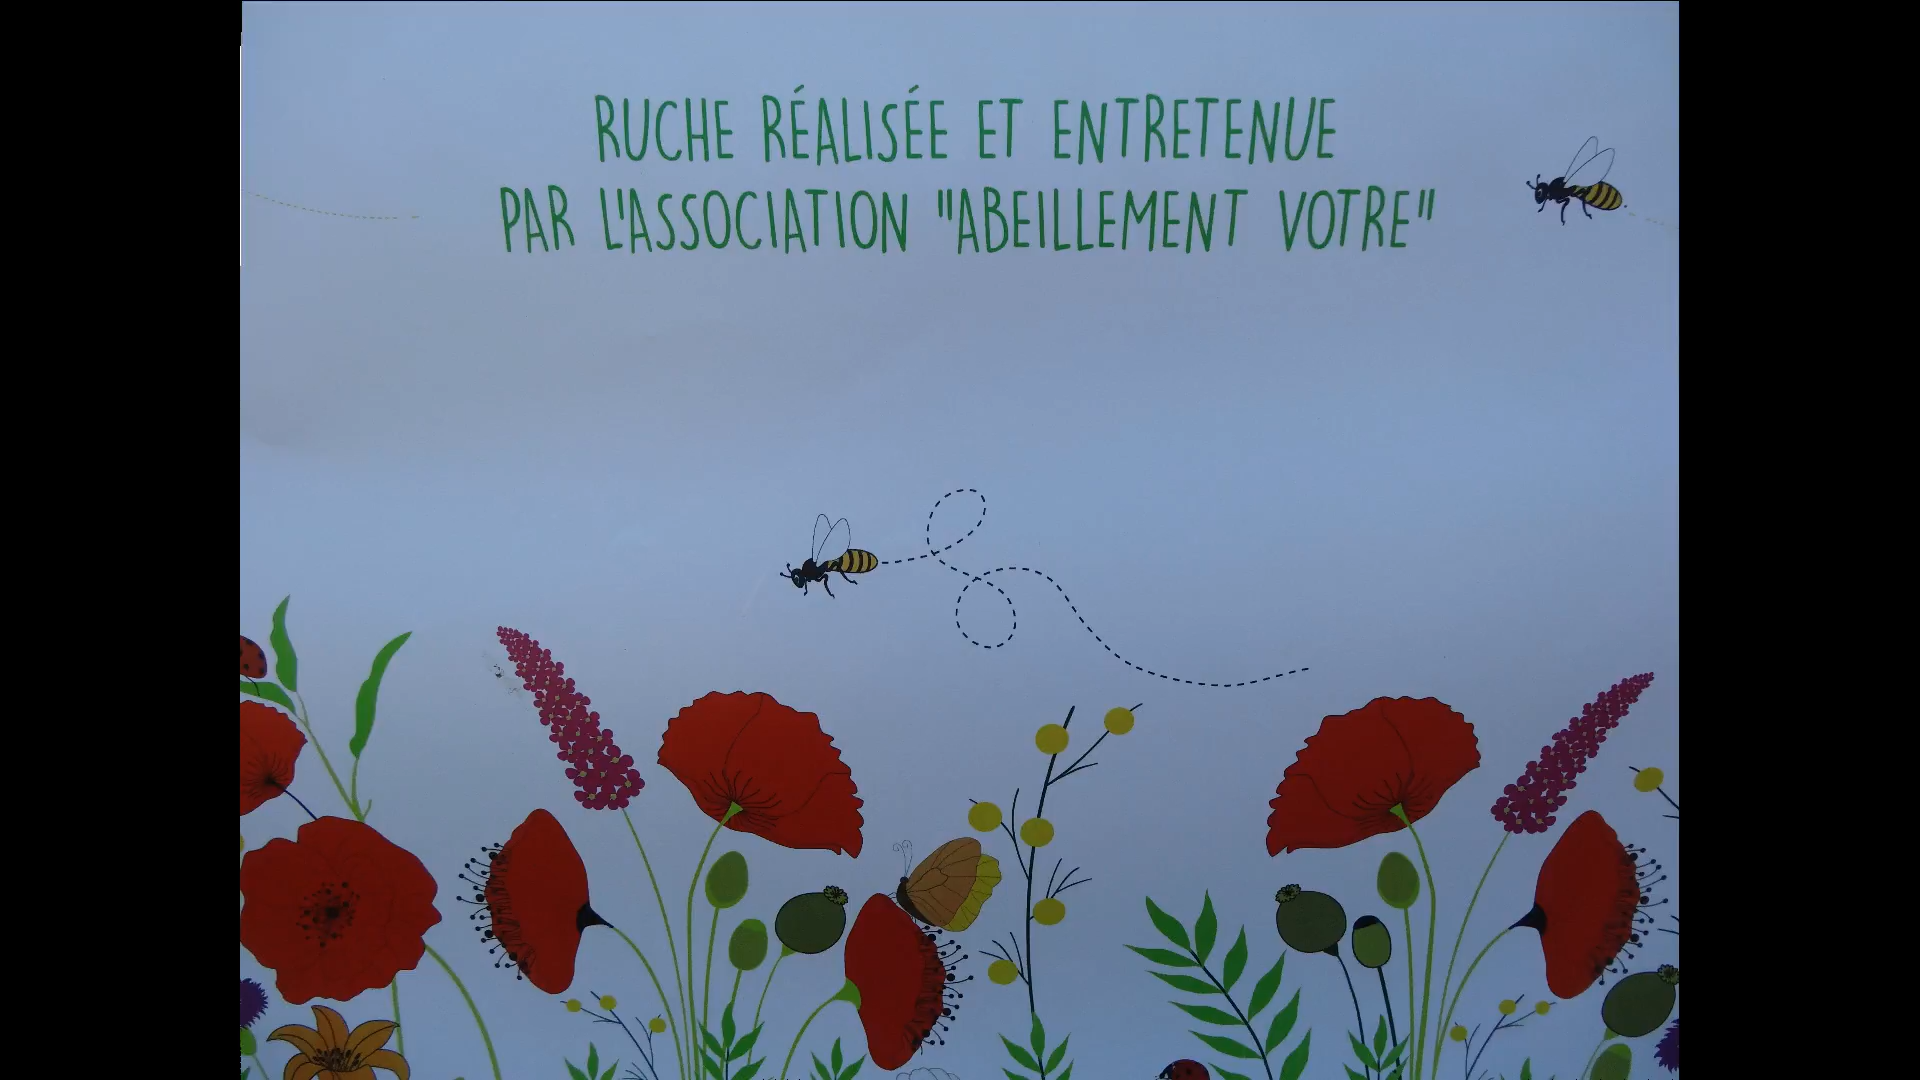 RUCHE RÉALISÉE ET ENTRETENUE
PAR L'ASSOCIATION "ABEILLEMENT VOTRE"